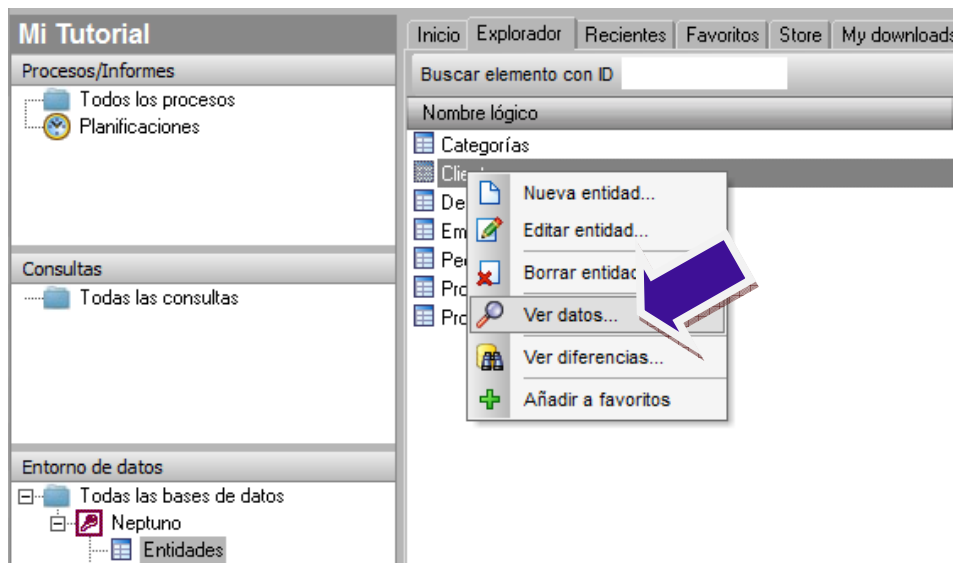 Mi Tutorial
Procesos/Informes
Todos los procesos
Planificaciones
Consultas
Todas las consultas
Entorno de datos
Todas las bases de datos
Neptuno
Entidades
Inicio Explorador Recientes Favoritos Store My downloads
Buscar elemento con ID
Nombre lógico
Categorías
Nueva entidad...
Editar entidad...
Borrar
Ver datos...
Ver diferencias...
Añadir a favoritos